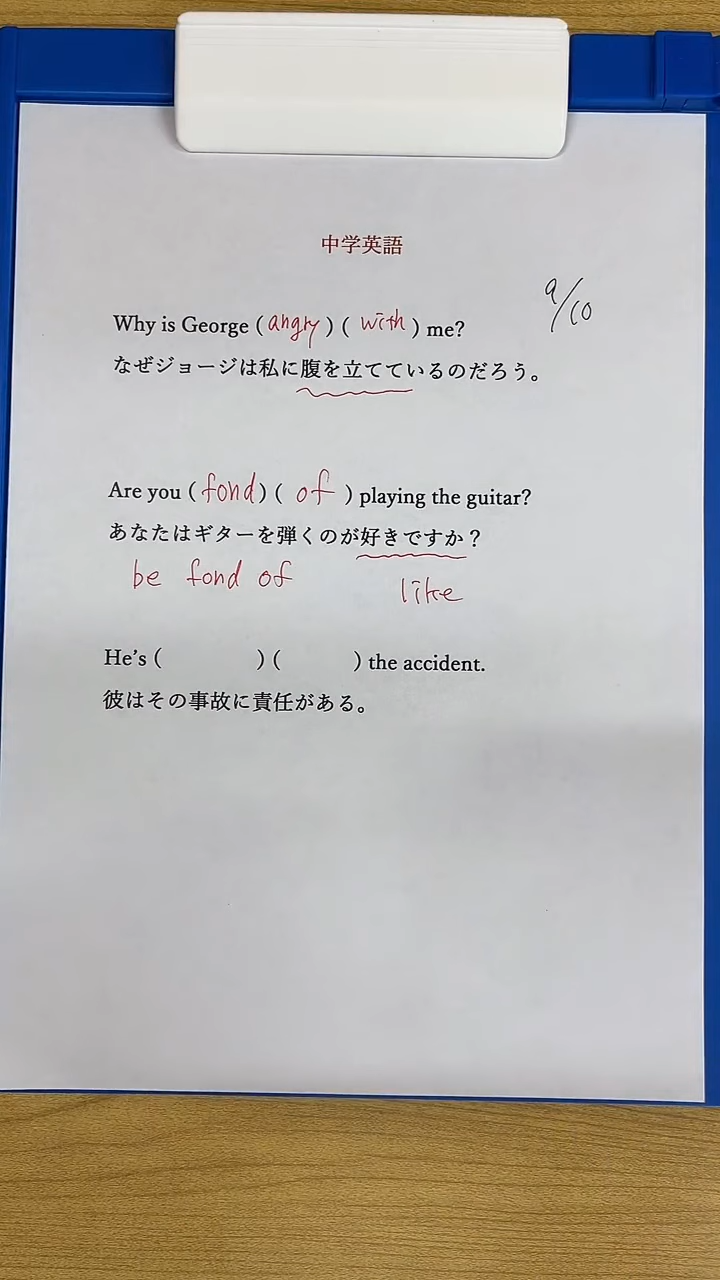 中学英語
9/10
Why is George (angry) (with) me?
なぜジョージは私に腹を立てているのだろう。
Are you (fond) (of) playing the guitar?
あなたはギターを弾くのが好きですか？
be fond of like
He's ( ) ( ) the accident.
彼はその事故に責任がある。